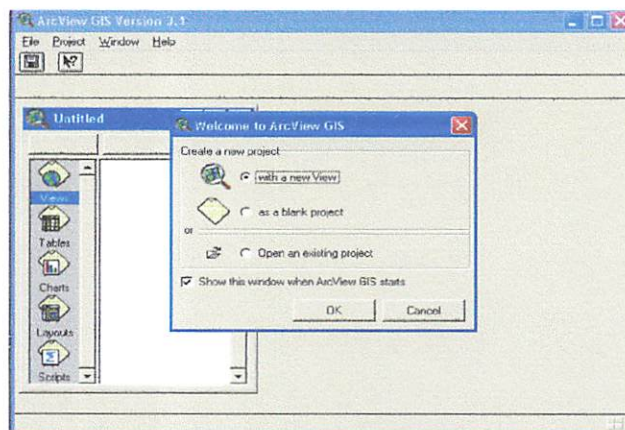 ArcView GIS Version 3.1
File Project Window Help
Untitled
Views
Tables
Charts
Layouts
Scripts
Welcome to ArcView GIS
Create a new project
with a new View
as a blank project
or
Open an existing project
Show this window when ArcView GIS starts
OK Cancel